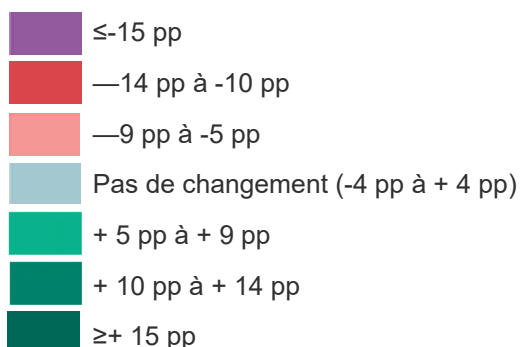 ≤-15 pp
—14 pp à -10 pp
—9 pp à -5 pp
Pas de changement (-4 pp à + 4 pp)
+ 5 pp à + 9 pp
+ 10 pp à + 14 pp
≥+ 15 pp